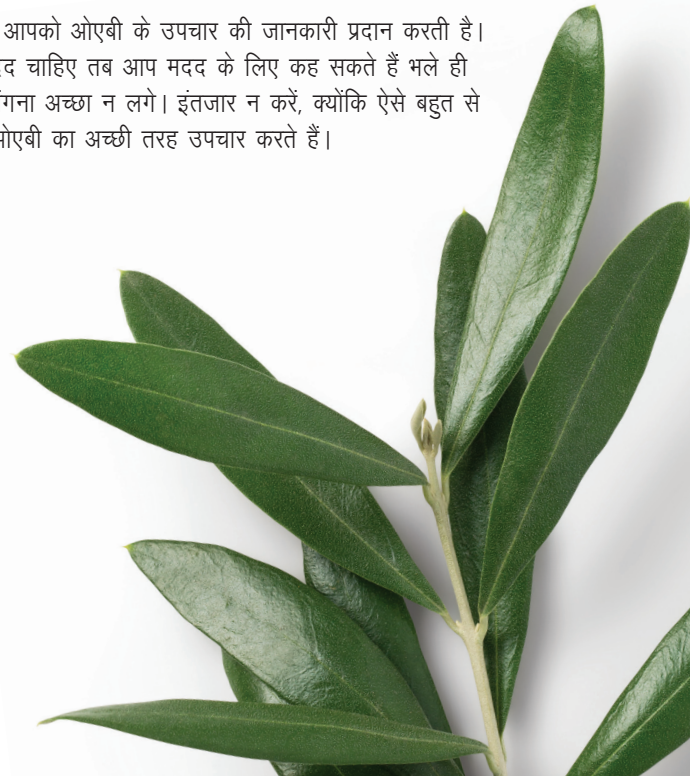 आपको ओएबी के उपचार की जानकारी प्रदान करती है।
चाहिए तब आप मदद के लिए कह सकते हैं भले ही
अच्छा न लगे। इंतजार न करें, क्योंकि ऐसे बहुत से
का अच्छी तरह उपचार करते हैं।